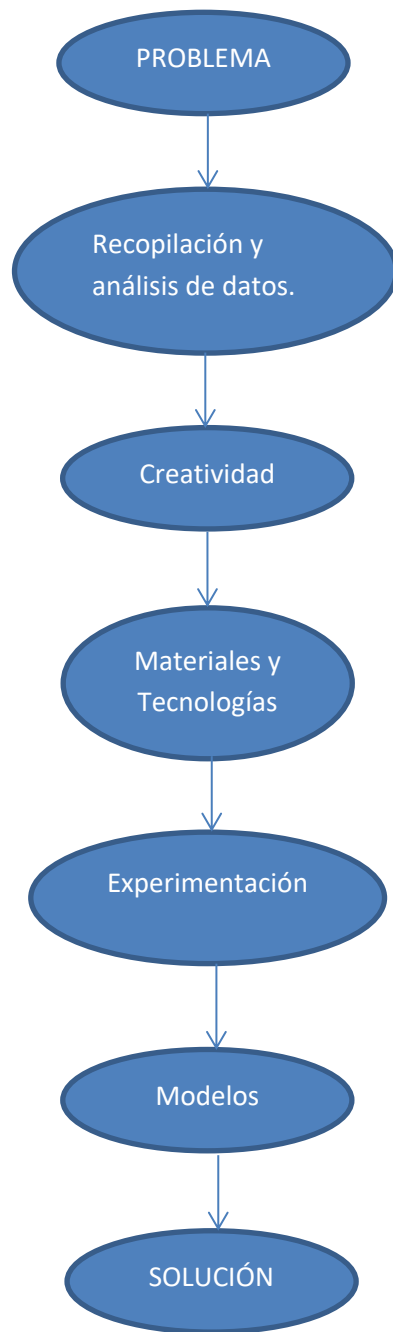 PROBLEMA
Recopilación y
análisis de datos.
Creatividad
Materiales y
Tecnologías
Experimentación
Modelos
SOLUCIÓN